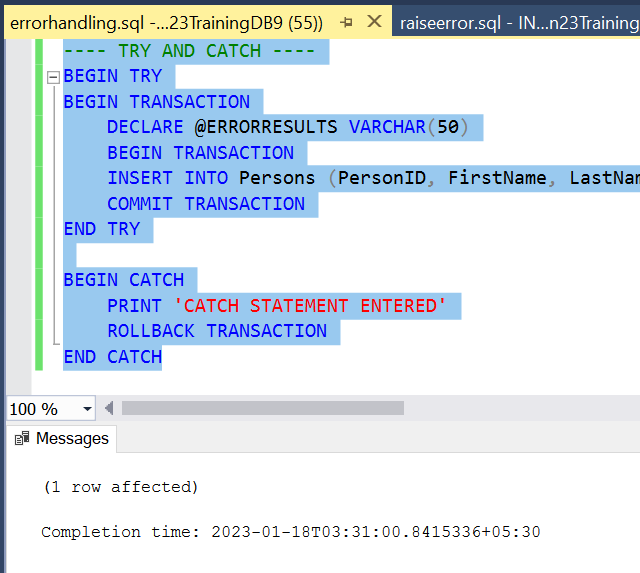 errorhandling.sql -...23TrainingDB9 (55)) raiseerror.sql - IN...n23Training
---- TRY AND CATCH ----
BEGIN TRY
BEGIN TRANSACTION
DECLARE @ERRORRESULTS VARCHAR(50)
BEGIN TRANSACTION
INSERT INTO Persons (PersonID, FirstName, LastNam
COMMIT TRANSACTION
END TRY
BEGIN CATCH
PRINT 'CATCH STATEMENT ENTERED'
ROLLBACK TRANSACTION
END CATCH
100 %
Messages
(1 row affected)
Completion time: 2023-01-18T03:31:00.8415336+05:30